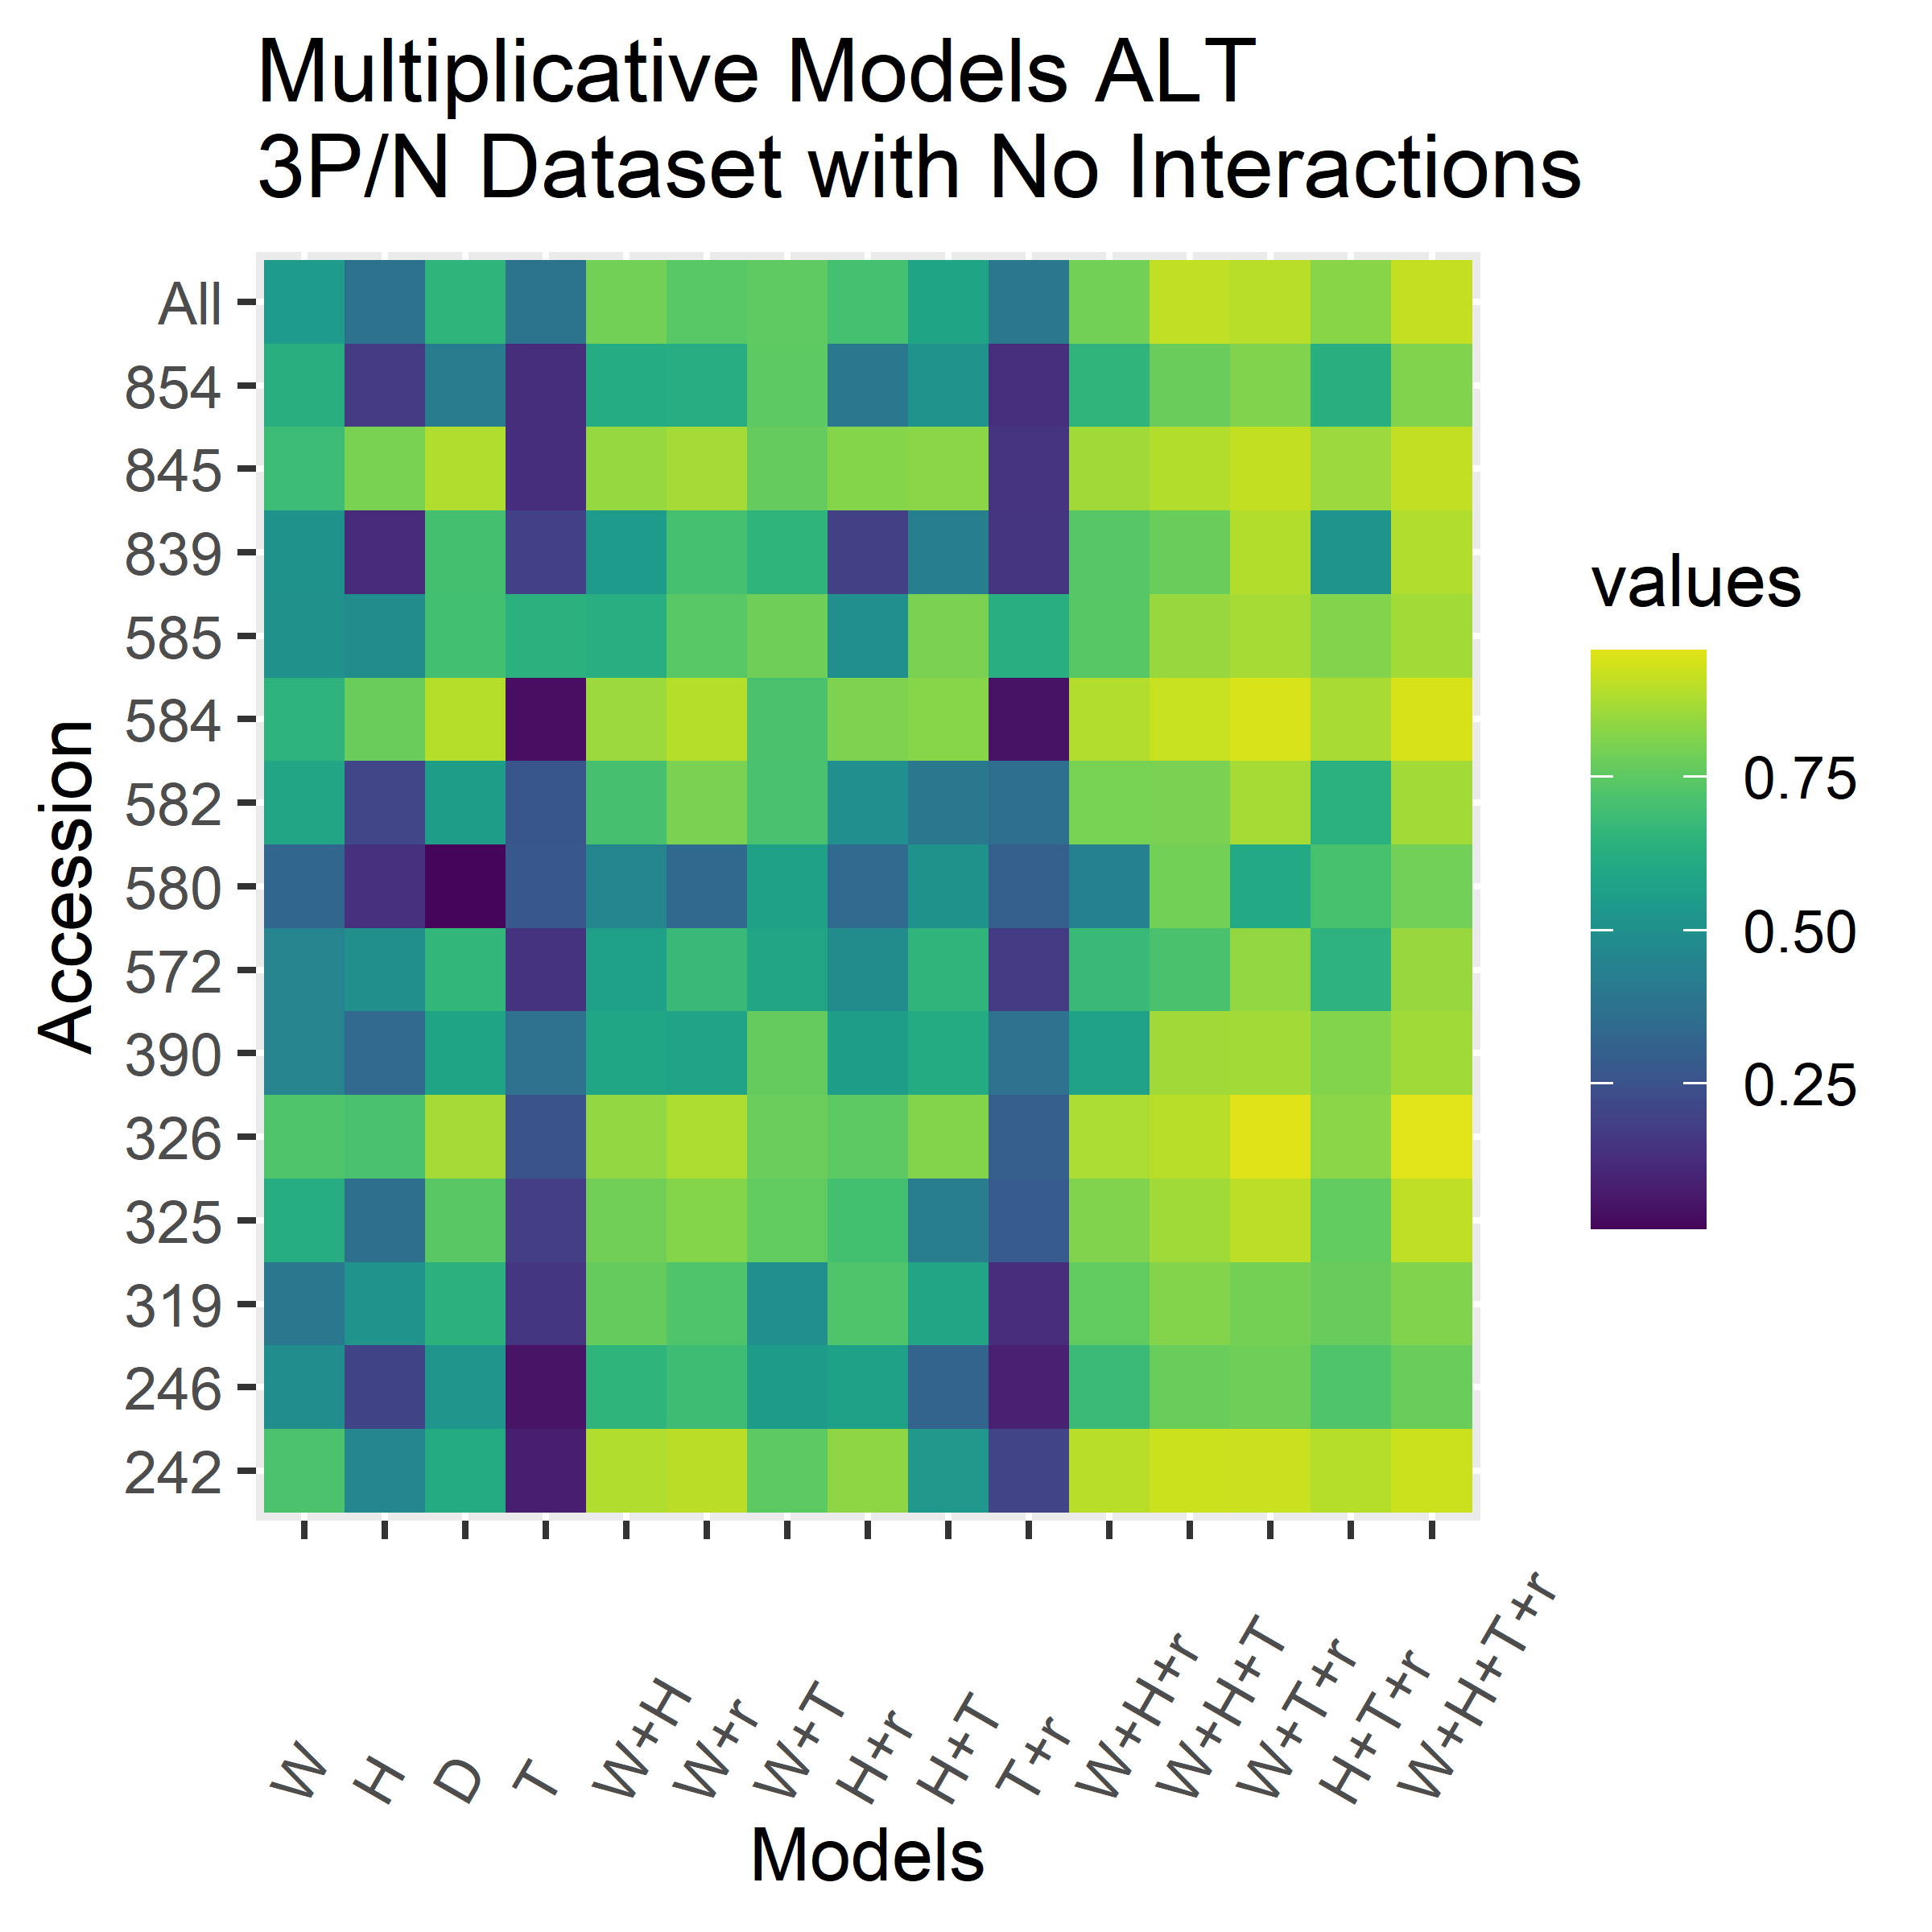 Multiplicative Models ALT
3P/N Dataset with No Interactions
Accession
All
854
845
839
585
584
582
580
572
390
326
325
319
246
242
W
H
D
T
W+H
W+r
W+T
H+r
H+T
T+r
W+H+r
W+H+T
W+T+r
H+T+r
W+H+T+r
Models
values
0.75
0.50
0.25